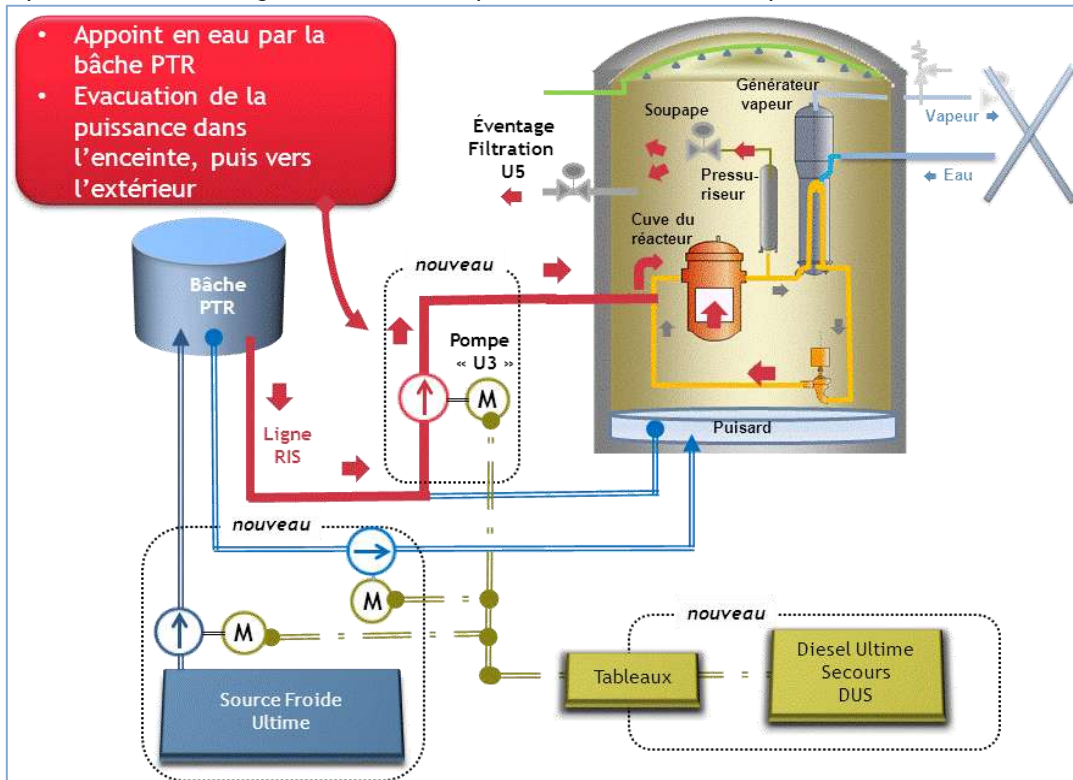 • Appoint en eau par la
bâche PTR
• Evacuation de la
puissance dans
l'enceinte, puis vers
l'extérieur
Éventage
Filtration
U5
Soupape
Générateur
vapeur
Pressu-
riseur
Vapeur
Eau
Cuve du
réacteur
nouveau
Bâche
PTR
Pompe
« U3 »
M
Ligne
RIS
Puisard
nouveau
M
M
Source Froide
Ultime
nouveau
Tableaux
Diesel Ultime
Secours
DUS